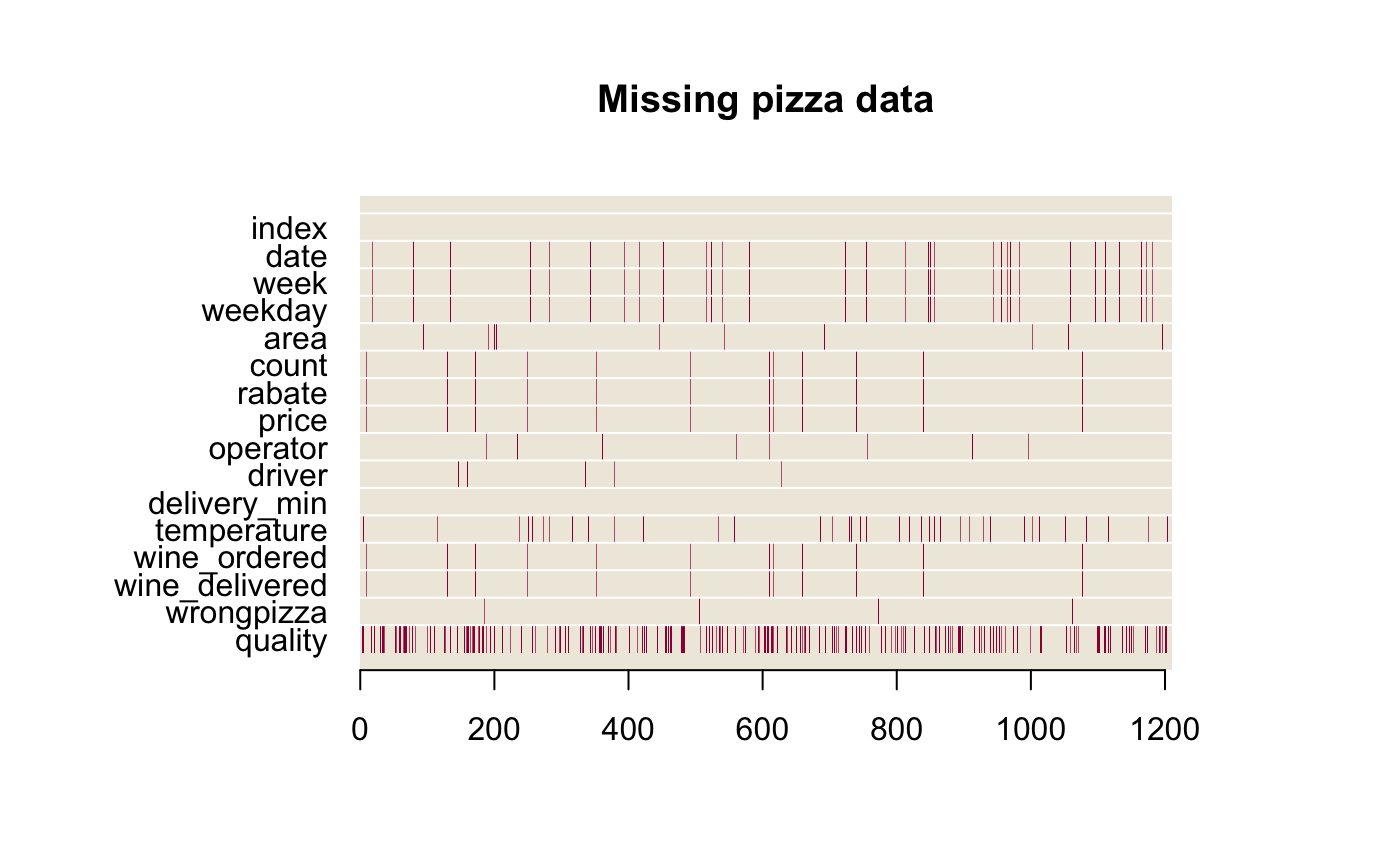 Missing pizza data
index
date
week
weekday
area
count
rabate
price
operator
driver
delivery_min
temperature
wine_ordered
wine_delivered
wrongpizza
quality
0 200 400 600 800 1000 1200